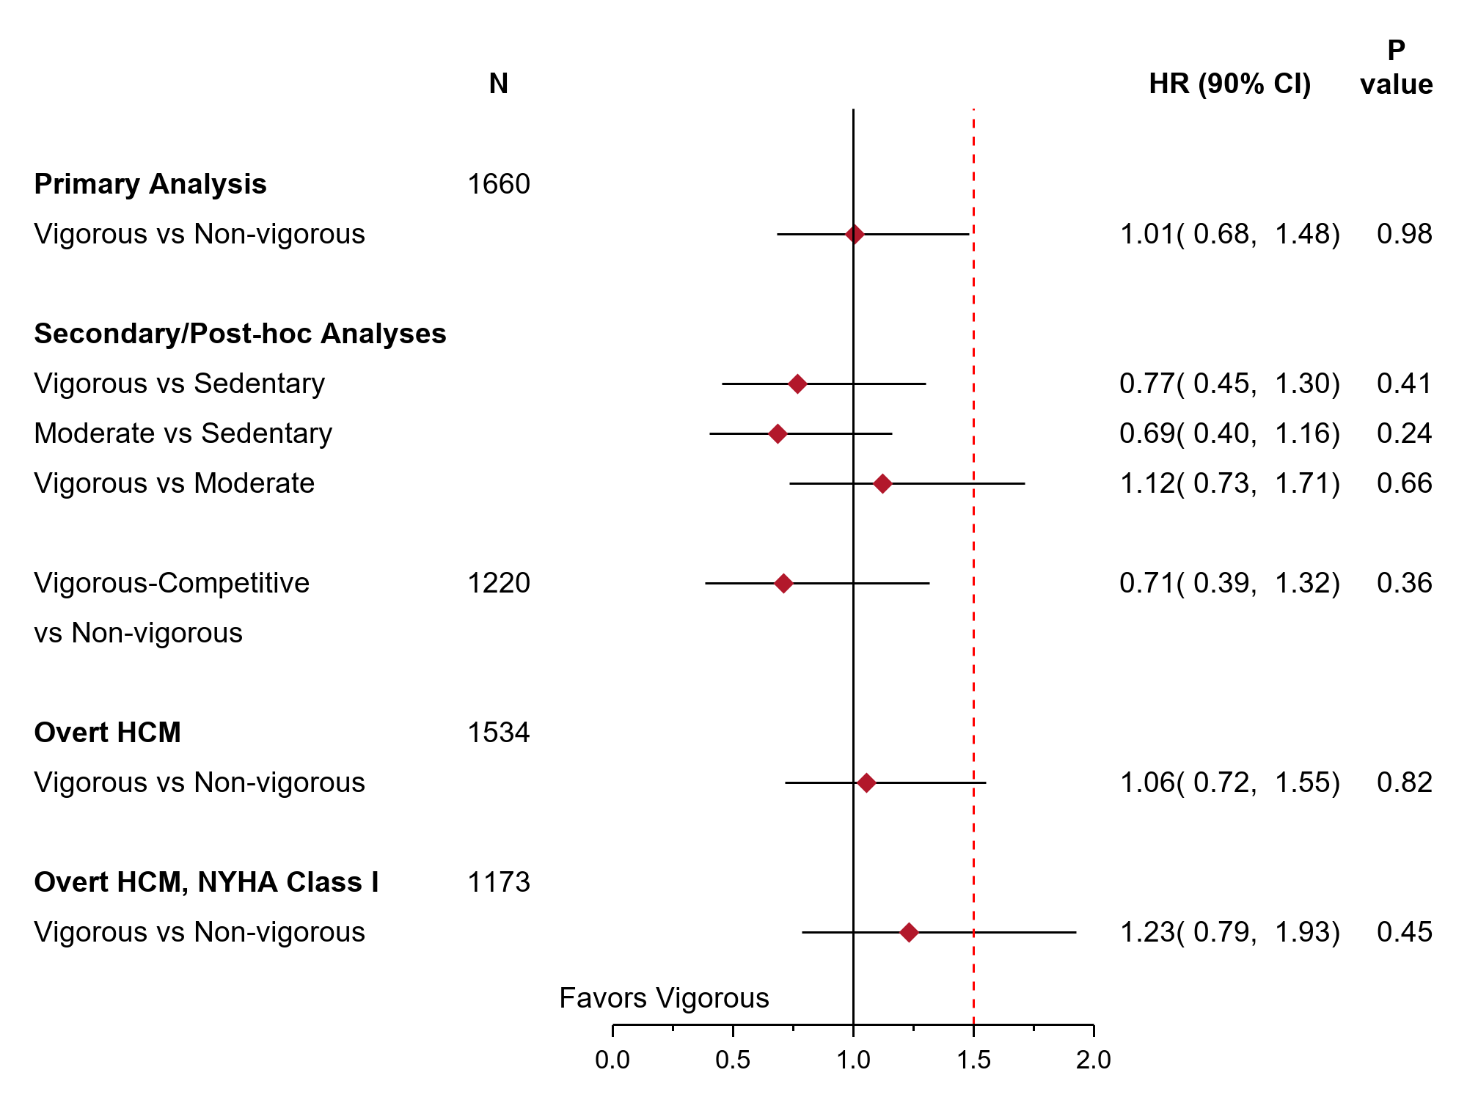 P
N HR (90% CI) value
Primary Analysis 1660
Vigorous vs Non-vigorous 1.01( 0.68, 1.48) 0.98
Secondary/Post-hoc Analyses
Vigorous vs Sedentary 0.77( 0.45, 1.30) 0.41
Moderate vs Sedentary 0.69( 0.40, 1.16) 0.24
Vigorous vs Moderate 1.12( 0.73, 1.71) 0.66
Vigorous-Competitive 1220 0.71( 0.39, 1.32) 0.36
vs Non-vigorous
Overt HCM 1534
Vigorous vs Non-vigorous 1.06( 0.72, 1.55) 0.82
Overt HCM, NYHA Class I 1173
Vigorous vs Non-vigorous 1.23( 0.79, 1.93) 0.45
Favors Vigorous
0.0 0.5 1.0 1.5 2.0